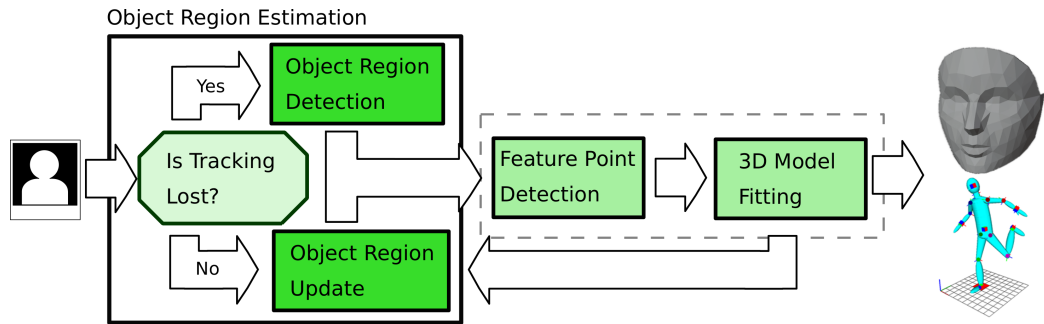 Object Region Estimation
Yes
Object Region
Detection
Is Tracking
Lost?
Feature Point
Detection
3D Model
Fitting
No
Object Region
Update